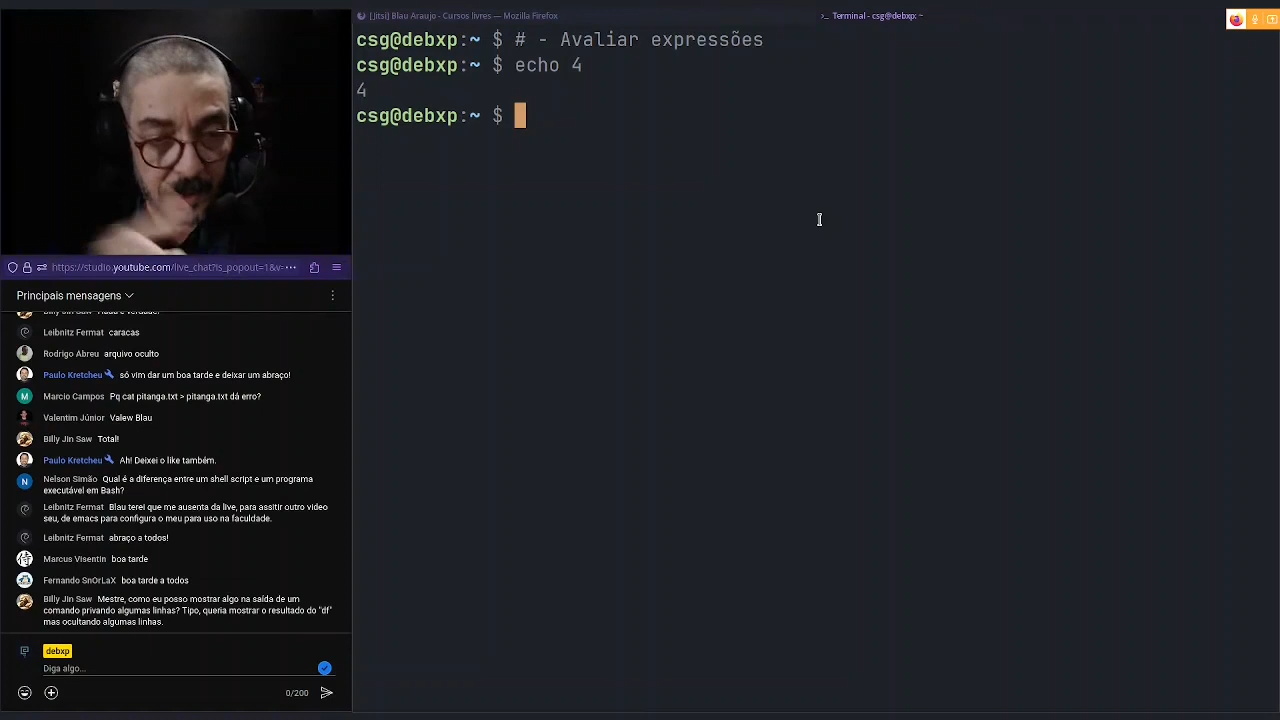 [Jitsi] Blau Araujo - Cursos livres — Mozilla Firefox
>_ Terminal - csg@debxp: ~
csg@debxp:~ $ # - Avaliar expressões
csg@debxp:~ $ echo 4
4
csg@debxp:~ $
https://studio.youtube.com/live_chat?is_popout=1&v=
Principais mensagens
Leibnitz Fermat caracas
Rodrigo Abreu arquivo oculto
Paulo Kretcheu só vim dar um boa tarde e deixar um abraço!
M Marcio Campos Pq cat pitanga.txt > pitanga.txt dá erro?
Valentim Júnior Valew Blau
Billy Jin Saw Total!
Paulo Kretcheu Ah! Deixei o like também.
N Nelson Simão Qual é a diferença entre um shell script e um programa
executável em Bash?
Leibnitz Fermat Blau terei que me ausenta da live, para assitir outro vídeo
seu, de emacs para configura o meu para uso na faculdade.
Leibnitz Fermat abraço a todos!
Marcus Visentin boa tarde
Fernando SnOrLaX boa tarde a todos
Billy Jin Saw Mestre, como eu posso mostrar algo na saída de um
comando privando algumas linhas? Tipo, queria mostrar o resultado do "df"
mas ocultando algumas linhas.
debxp
Diga algo...
0/200